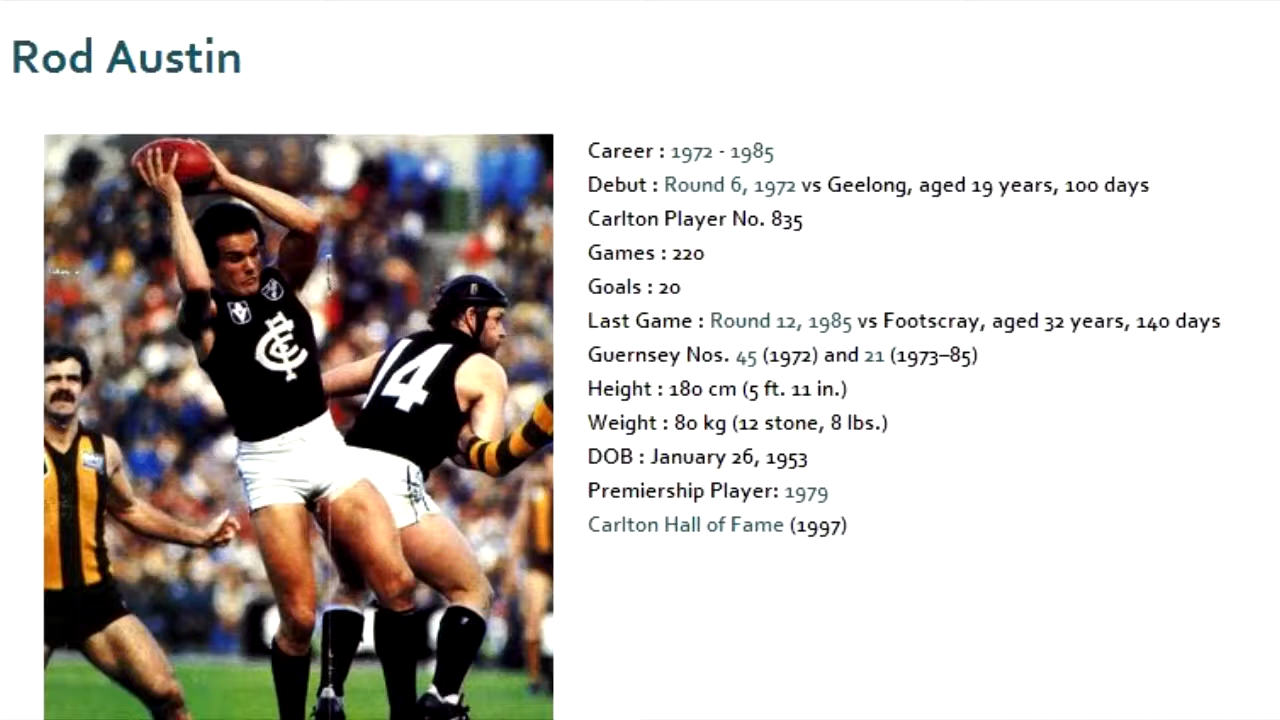 Rod Austin
Career : 1972 - 1985
Debut : Round 6, 1972 vs Geelong, aged 19 years, 100 days
Carlton Player No. 835
Games : 220
Goals : 20
Last Game : Round 12, 1985 vs Footscray, aged 32 years, 140 days
Guernsey Nos. 45 (1972) and 21 (1973–85)
Height : 180 cm (5 ft. 11 in.)
Weight : 80 kg (12 stone, 8 lbs.)
DOB : January 26, 1953
Premiership Player: 1979
Carlton Hall of Fame (1997)
CFC
14